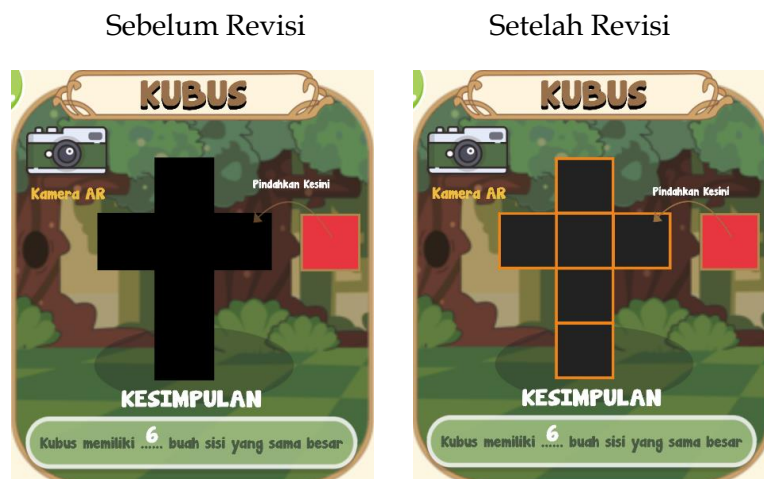 Sebelum Revisi
KUBUS
Kamera AR
Pindahkan Kesini
KESIMPULAN
Kubus memiliki ...6... buah sisi yang sama besar
Setelah Revisi
KUBUS
Kamera AR
Pindahkan Kesini
KESIMPULAN
Kubus memiliki ...6... buah sisi yang sama besar